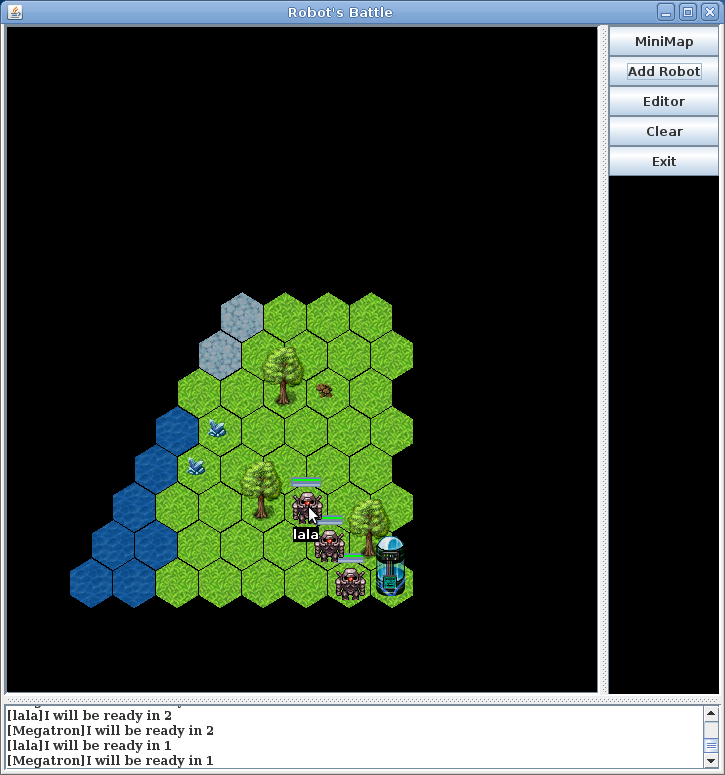 Robot's Battle
MiniMap
Add Robot
Editor
Clear
Exit
lala
[lala]I will be ready in 2
[Megatron]I will be ready in 2
[lala]I will be ready in 1
[Megatron]I will be ready in 1